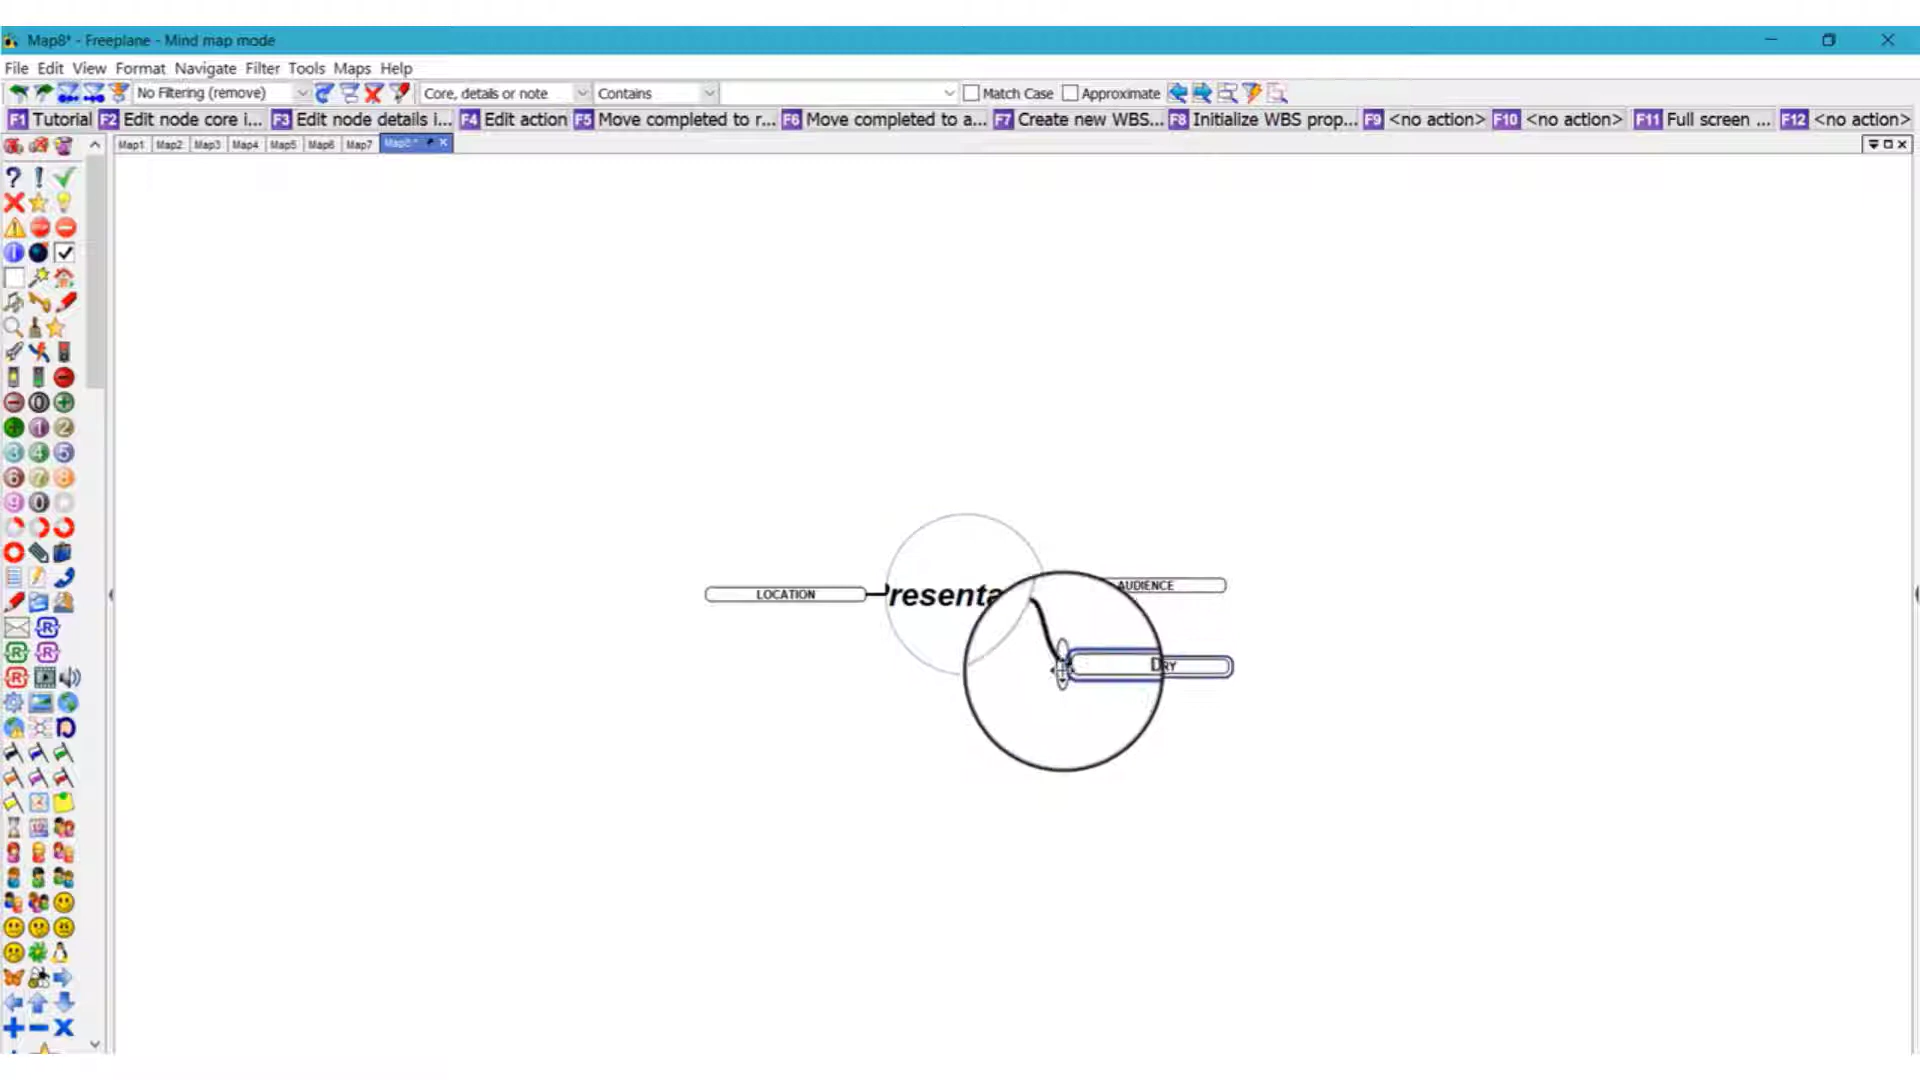 Map8* - Freeplane - Mind map mode
File Edit View Format Navigate Filter Tools Maps Help
No Filtering (remove) Core, details or note Contains Match Case Approximate
F1 Tutorial F2 Edit node core i... F3 Edit node details i... F4 Edit action F5 Move completed to r... F6 Move completed to a... F7 Create new WBS... F8 Initialize WBS prop... F9 <no action> F10 <no action> F11 Full screen ... F12 <no action>
Map1 Map2 Map3 Map4 Map5 Map6 Map7 Map8*
AUDIENCE
LOCATION resenta
DRY